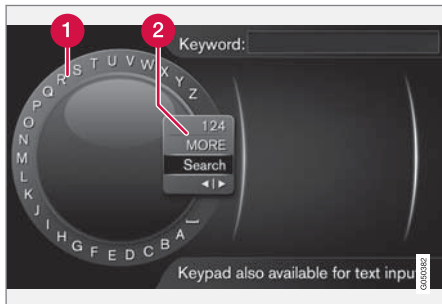 1
2
Keyword:
A B C D E F G H I J K L M N O P Q R S T U V W X Y Z
124
MORE
Search
◄|►
Keypad also available for text inpu
G050382